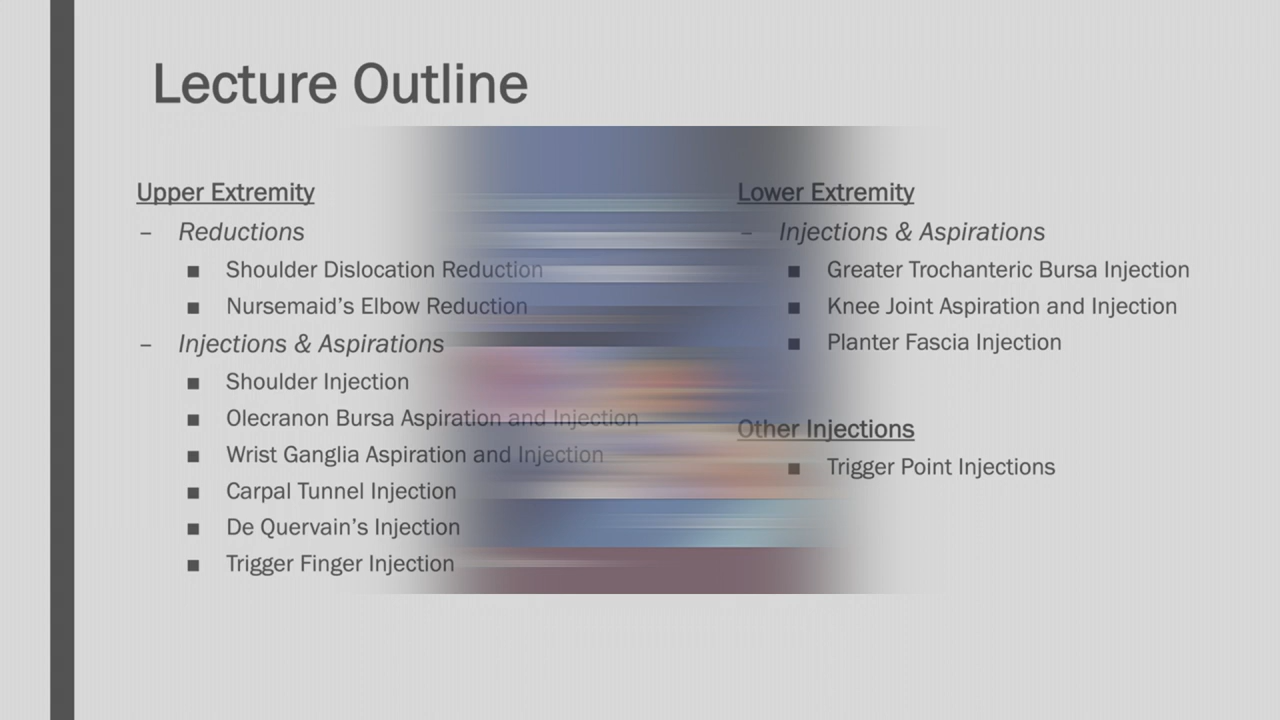 Lecture Outline
Upper Extremity
– Reductions
■ Shoulder Dislocation Reduction
■ Nursemaid’s Elbow Reduction
– Injections & Aspirations
■ Shoulder Injection
■ Olecranon Bursa Aspiration and Injection
■ Wrist Ganglia Aspiration and Injection
■ Carpal Tunnel Injection
■ De Quervain’s Injection
■ Trigger Finger Injection
Lower Extremity
– Injections & Aspirations
■ Greater Trochanteric Bursa Injection
■ Knee Joint Aspiration and Injection
■ Planter Fascia Injection
Other Injections
■ Trigger Point Injections